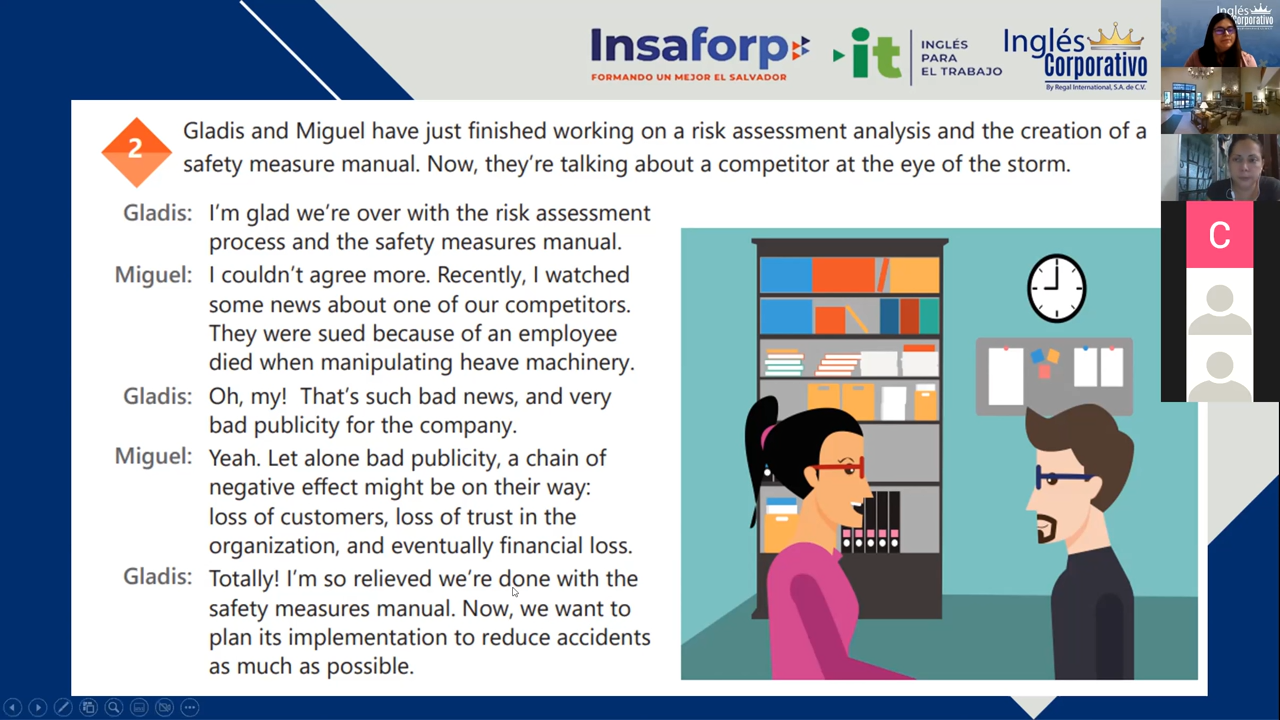 Insaforp
FORMANDO UN MEJOR EL SALVADOR
it
INGLÉS
PARA
EL TRABAJO
Inglés
Corporativo
By Regal International, S.A. de C.V.
Inglés
Corporativo
2
Gladis and Miguel have just finished working on a risk assessment analysis and the creation of a
safety measure manual. Now, they're talking about a competitor at the eye of the storm.
Gladis: I'm glad we're over with the risk assessment
process and the safety measures manual.
Miguel: I couldn't agree more. Recently, I watched
some news about one of our competitors.
They were sued because of an employee
died when manipulating heave machinery.
Gladis: Oh, my! That's such bad news, and very
bad publicity for the company.
Miguel: Yeah. Let alone bad publicity, a chain of
negative effect might be on their way:
loss of customers, loss of trust in the
organization, and eventually financial loss.
Gladis: Totally! I'm so relieved we're done with the
safety measures manual. Now, we want to
plan its implementation to reduce accidents
as much as possible.
C